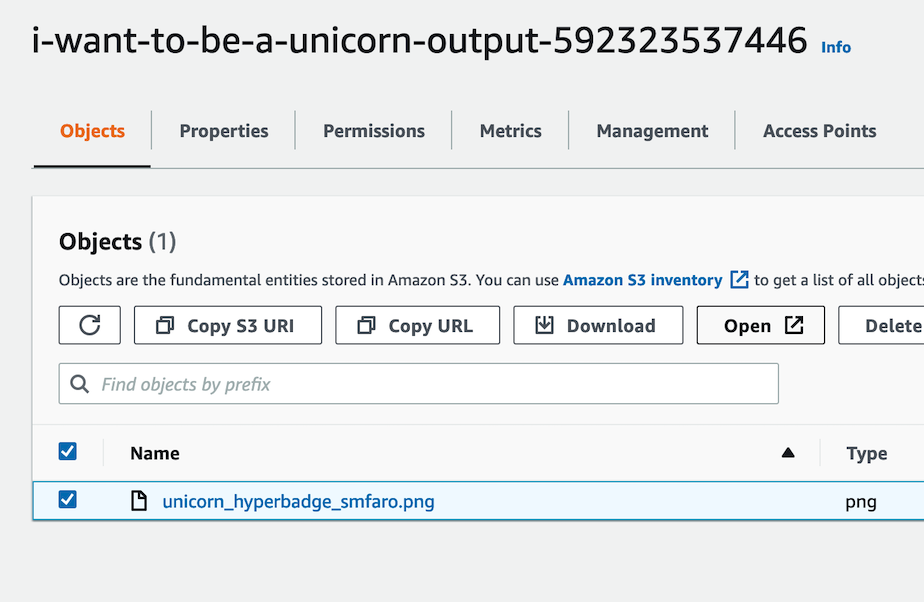 i-want-to-be-a-unicorn-output-592323537446 Info
Objects Properties Permissions Metrics Management Access Points
Objects (1)
Objects are the fundamental entities stored in Amazon S3. You can use Amazon S3 inventory to get a list of all objects
Copy S3 URI Copy URL Download Open Delete
Find objects by prefix
Name Type
unicorn_hyperbadge_smfaro.png png